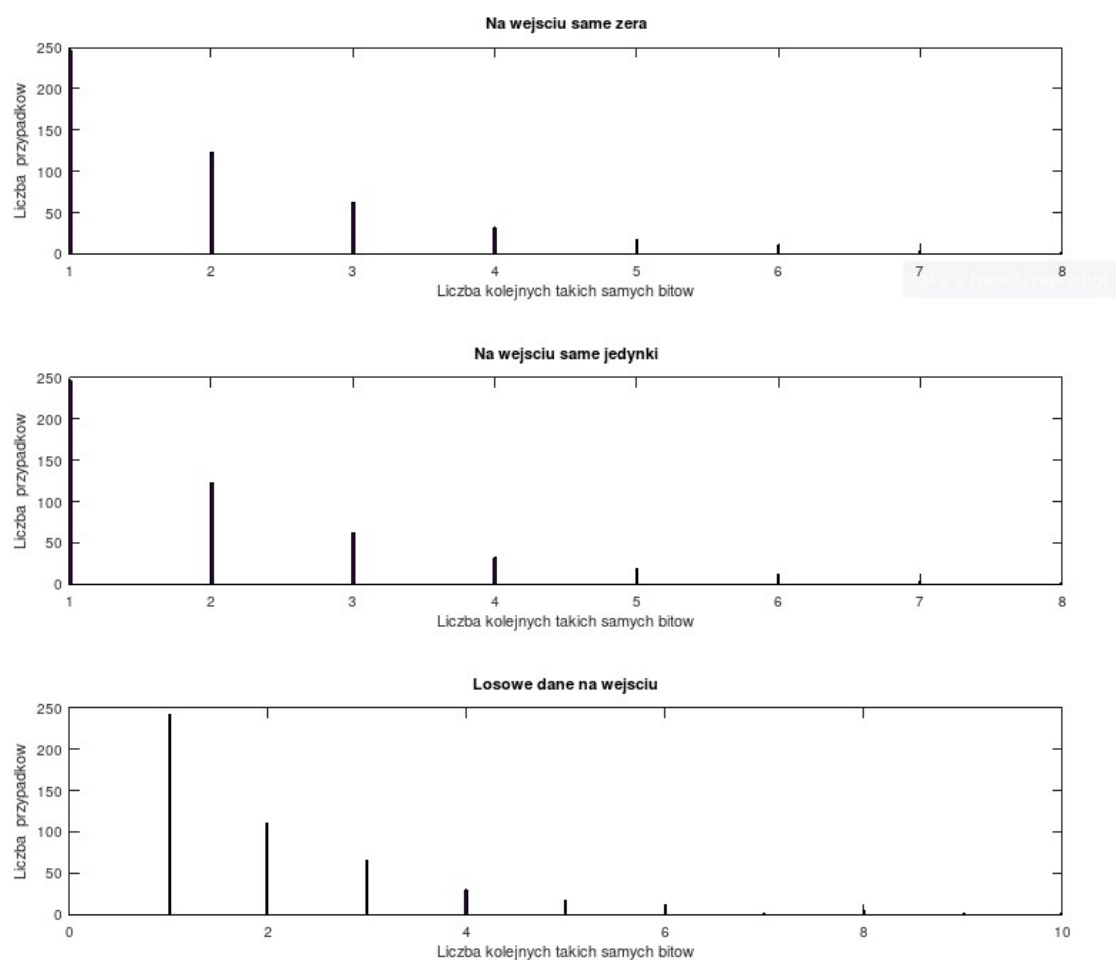 Na wejsciu same zera
250
200
150
100
50
0
Liczba przypadkow
1 2 3 4 5 6 7 8
Liczba kolejnych takich samych bitow
Take a New Screenshot
Na wejsciu same jedynki
250
200
150
100
50
0
Liczba przypadkow
1 2 3 4 5 6 7 8
Liczba kolejnych takich samych bitow
Losowe dane na wejsciu
250
200
150
100
50
0
Liczba przypadkow
0 2 4 6 8 10
Liczba kolejnych takich samych bitow